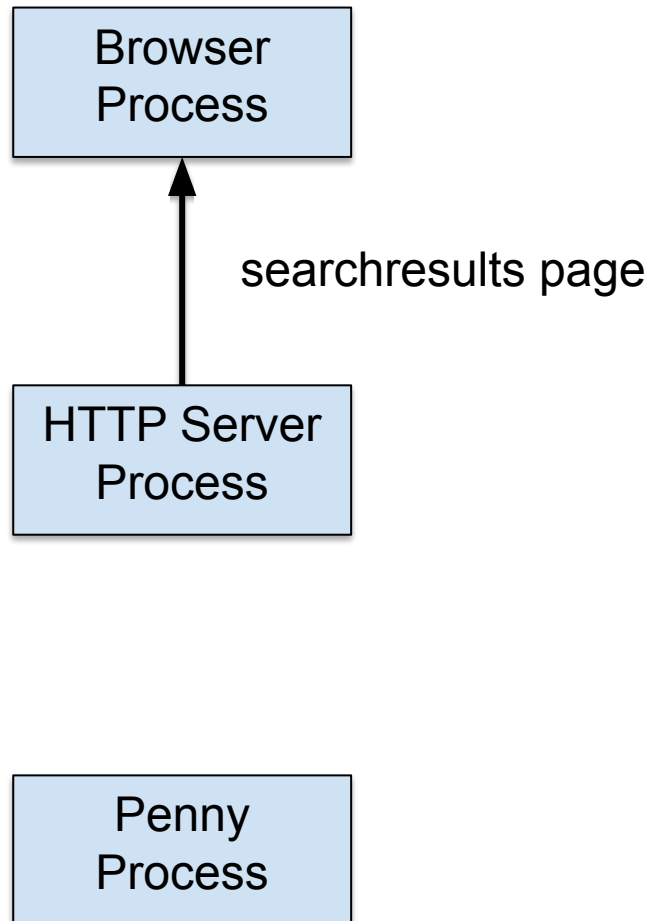 Browser
Process
searchresults page
HTTP Server
Process
Penny
Process